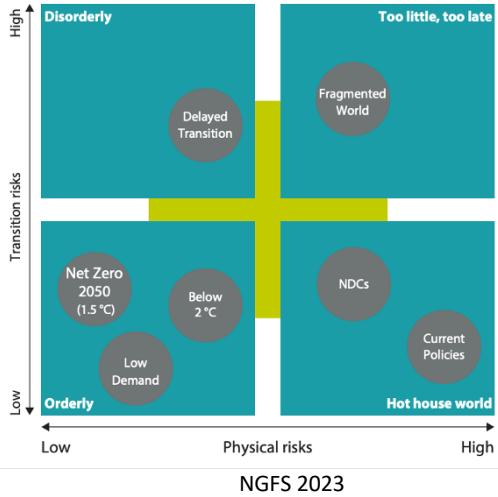 High
Disorderly
Too little, too late
Fragmented
World
Delayed
Transition
Transition risks
Net Zero
2050
(1.5 °C)
Below
2 °C
NDCs
Low
Demand
Current
Policies
Low
Orderly
Hot house world
Low
Physical risks
High
NGFS 2023